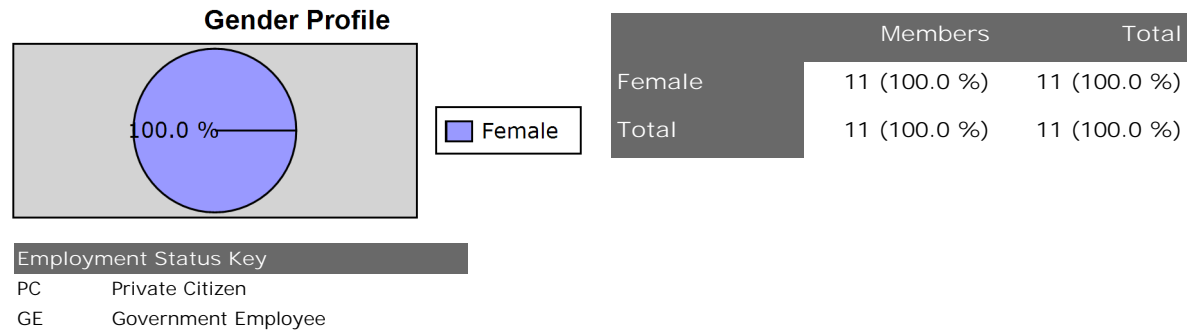 Gender Profile
100.0 %
Female
Members Total
Female 11 (100.0 %) 11 (100.0 %)
Total 11 (100.0 %) 11 (100.0 %)
Employment Status Key
PC Private Citizen
GE Government Employee